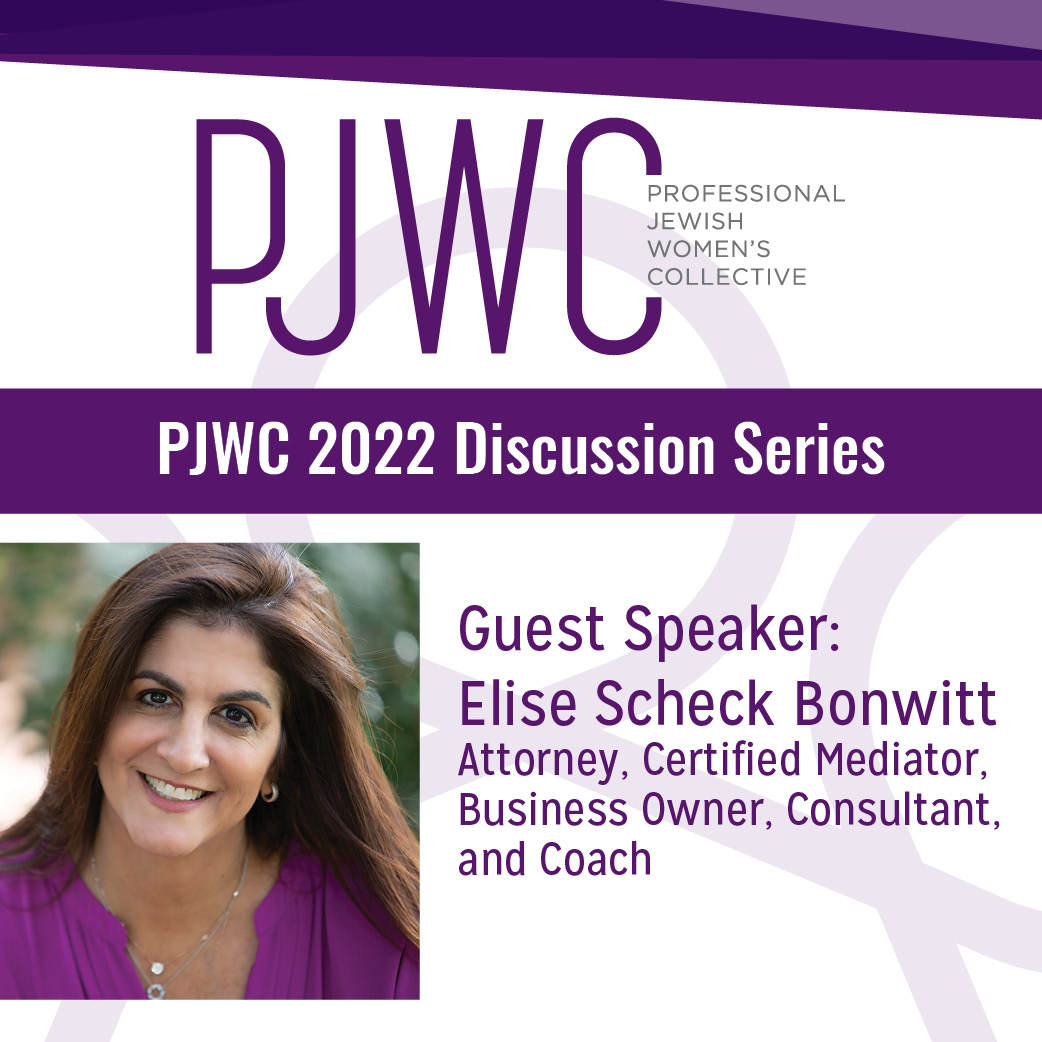 PJWC
PROFESSIONAL
JEWISH
WOMEN'S
COLLECTIVE
PJWC 2022 Discussion Series
Guest Speaker:
Elise Scheck Bonwitt
Attorney, Certified Mediator,
Business Owner, Consultant,
and Coach